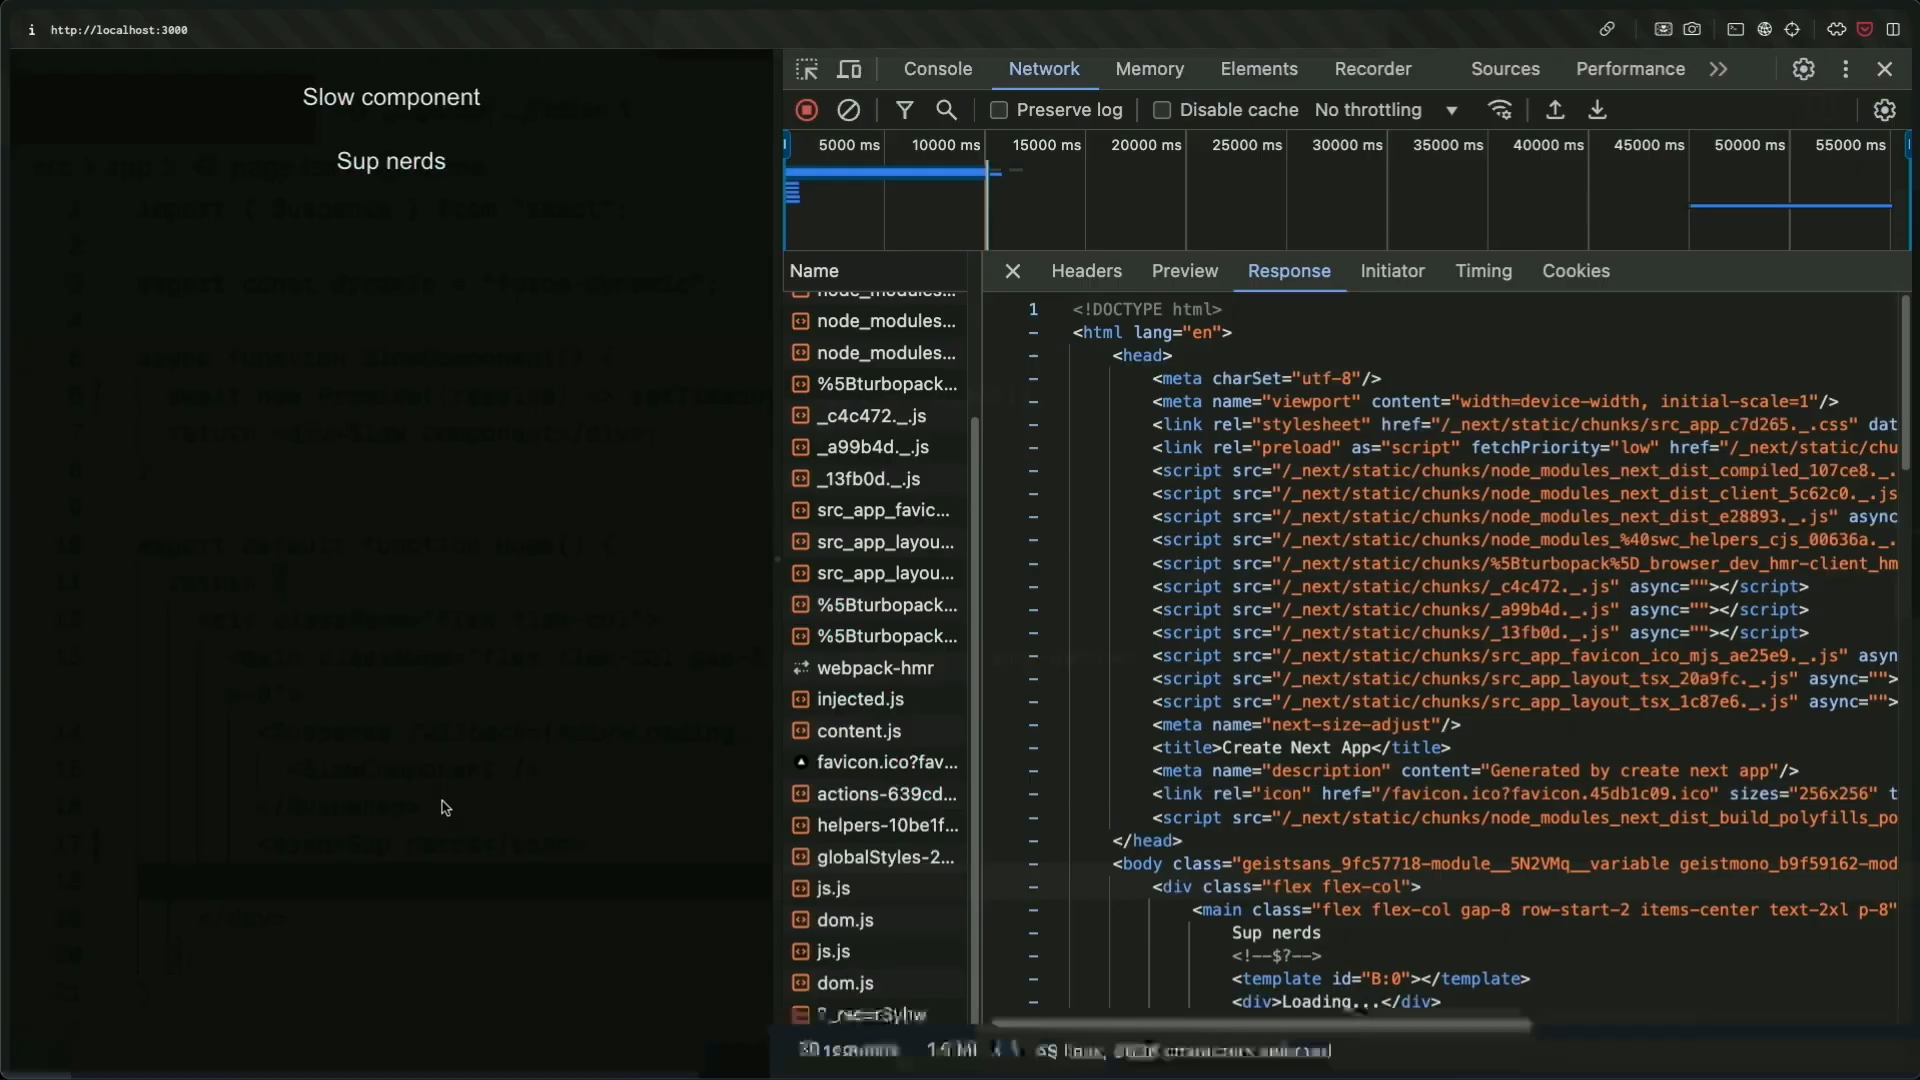 i http://localhost:3000
Slow component
Sup nerds
Console Network Memory Elements Recorder Sources Performance
Preserve log Disable cache No throttling
5000 ms 10000 ms 15000 ms 20000 ms 25000 ms 30000 ms 35000 ms 40000 ms 45000 ms 50000 ms 55000 ms
Name
node_modules...
node_modules...
node_modules...
%5Bturbopack...
_c4c472._.js
_a99b4d._.js
_13fb0d._.js
src_app_favic...
src_app_layou...
src_app_layou...
%5Bturbopack...
%5Bturbopack...
webpack-hmr
injected.js
content.js
favicon.ico?fav...
actions-639cd...
helpers-10be1f...
globalStyles-2...
js.js
dom.js
js.js
dom.js
Headers Preview Response Initiator Timing Cookies
1 <!DOCTYPE html>
- <html lang="en">
- <head>
- <meta charSet="utf-8"/>
- <meta name="viewport" content="width=device-width, initial-scale=1"/>
- <link rel="stylesheet" href="/_next/static/chunks/src_app_c7d265._.css" dat
- <link rel="preload" as="script" fetchPriority="low" href="/_next/static/chu
- <script src="/_next/static/chunks/node_modules_next_dist_compiled_107ce8._.
- <script src="/_next/static/chunks/node_modules_next_dist_client_5c62c0._.js
- <script src="/_next/static/chunks/node_modules_next_dist_e28893._.js" async
- <script src="/_next/static/chunks/node_modules_%40swc_helpers_cjs_00636a._.
- <script src="/_next/static/chunks/%5Bturbopack%5D_browser_dev_hmr-client_hm
- <script src="/_next/static/chunks/_c4c472._.js" async=""></script>
- <script src="/_next/static/chunks/_a99b4d._.js" async=""></script>
- <script src="/_next/static/chunks/_13fb0d._.js" async=""></script>
- <script src="/_next/static/chunks/src_app_favicon_ico_mjs_ae25e9._.js" asyn
- <script src="/_next/static/chunks/src_app_layout_tsx_20a9fc._.js" async="">
- <script src="/_next/static/chunks/src_app_layout_tsx_1c87e6._.js" async="">
- <meta name="next-size-adjust"/>
- <title>Create Next App</title>
- <meta name="description" content="Generated by create next app"/>
- <link rel="icon" href="/favicon.ico?favicon.45db1c09.ico" sizes="256x256" t
- <script src="/_next/static/chunks/node_modules_next_dist_build_polyfills_po
- </head>
- <body class="geistsans_9fc57718-module__5N2VMq__variable geistmono_b9f59162-mod
- <div class="flex flex-col">
- <main class="flex flex-col gap-8 row-start-2 items-center text-2xl p-8"
- Sup nerds
- <!--$?-->
- <template id="B:0"></template>
- <div>Loading...</div>